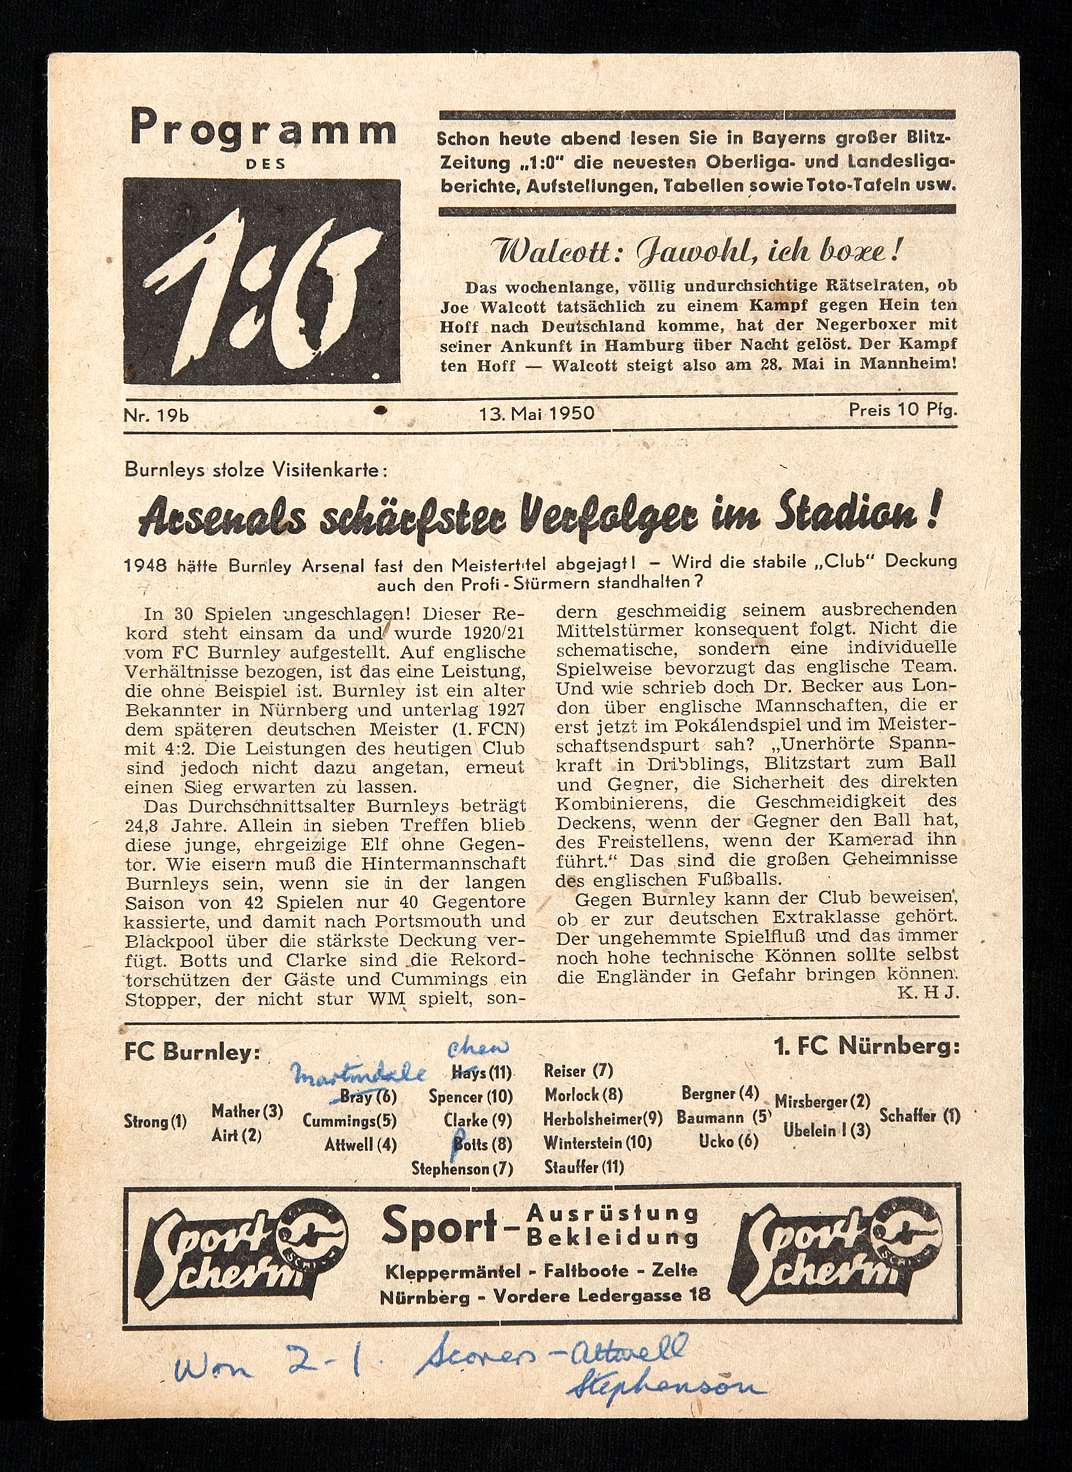 Programm
DES
1:0
Schon heute abend lesen Sie in Bayerns großer Blitz-
Zeitung „1:0“ die neuesten Oberliga- und Landesliga-
berichte, Aufstellungen, Tabellen sowie Toto-Tafeln usw.
Walcott: Jawohl, ich boxe!
Das wochenlange, völlig undurchsichtige Rätselraten, ob
Joe Walcott tatsächlich zu einem Kampf gegen Hein ten
Hoff nach Deutschland komme, hat der Negerboxer mit
seiner Ankunft in Hamburg über Nacht gelöst. Der Kampf
ten Hoff — Walcott steigt also am 28. Mai in Mannheim!
Nr. 19b 13. Mai 1950 Preis 10 Pfg.
Burnleys stolze Visitenkarte:
Arsenals schärfster Verfolger im Stadion!
1948 hätte Burnley Arsenal fast den Meistertitel abgejagt! — Wird die stabile „Club“ Deckung
auch den Profi-Stürmern standhalten?
In 30 Spielen ungeschlagen! Dieser Re-
kord steht einsam da und wurde 1920/21
vom FC Burnley aufgestellt. Auf englische
Verhältnisse bezogen, ist das eine Leistung,
die ohne Beispiel ist. Burnley ist ein alter
Bekannter in Nürnberg und unterlag 1927
dem späteren deutschen Meister (1. FCN)
mit 4:2. Die Leistungen des heutigen Club
sind jedoch nicht dazu angetan, erneut
einen Sieg erwarten zu lassen.
Das Durchschnittsalter Burnleys beträgt
24,8 Jahre. Allein in sieben Treffen blieb
diese junge, ehrgeizige Elf ohne Gegen-
tor. Wie eisern muß die Hintermannschaft
Burnleys sein, wenn sie in der langen
Saison von 42 Spielen nur 40 Gegentore
kassierte, und damit nach Portsmouth und
Blackpool über die stärkste Deckung ver-
fügt. Botts und Clarke sind die Rekord-
torschützen der Gäste und Cummings ein
Stopper, der nicht stur WM spielt, son-
dern geschmeidig seinem ausbrechenden
Mittelstürmer konsequent folgt. Nicht die
schematische, sondern eine individuelle
Spielweise bevorzugt das englische Team.
Und wie schrieb doch Dr. Becker aus Lon-
don über englische Mannschaften, die er
erst jetzt im Pokalendspiel und im Meister-
schaftsendspurt sah? „Unerhörte Spann-
kraft in Dribblings, Blitzstart zum Ball
und Gegner, die Sicherheit des direkten
Kombinierens, die Geschmeidigkeit des
Deckens, wenn der Gegner den Ball hat,
des Freistellens, wenn der Kamerad ihn
führt.“ Das sind die großen Geheimnisse
des englischen Fußballs.
Gegen Burnley kann der Club beweisen,
ob er zur deutschen Extraklasse gehört.
Der ungehemmte Spielfluß und das immer
noch hohe technische Können sollte selbst
die Engländer in Gefahr bringen können.
K. H J.
FC Burnley: Chew 1. FC Nürnberg:
Martindale Hays (11) Reiser (7)
Bray (6) Spencer (10) Morlock (8) Bergner (4) Mirsberger (2)
Strong (1) Mather (3) Cummings (5) Clarke (9) Herbolsheimer (9) Baumann (5) Schaffer (1)
Airt (2) Attwell (4) Botts (8) Winterstein (10) Ucko (6) Übelein I (3)
Stephenson (7) Stauffer (11)
Sport
Scherm
Sport-Ausrüstung
Bekleidung
Kleppermäntel - Faltboote - Zelte
Nürnberg - Vordere Ledergasse 18
Sport
Scherm
Won 2-1. Scorers - Attwell
Stephenson